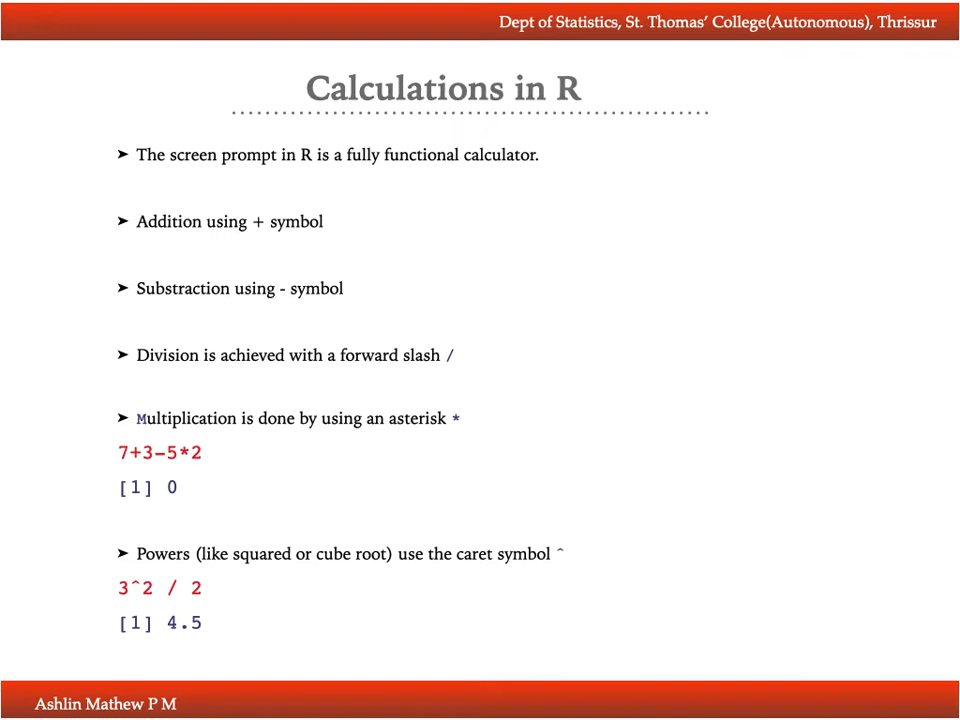 Dept of Statistics, St. Thomas’ College(Autonomous), Thrissur
Calculations in R
➤ The screen prompt in R is a fully functional calculator.
➤ Addition using + symbol
➤ Substraction using - symbol
➤ Division is achieved with a forward slash /
➤ Multiplication is done by using an asterisk *
7+3-5*2
[1] 0
➤ Powers (like squared or cube root) use the caret symbol ^
3^2 / 2
[1] 4.5
Ashlin Mathew P M